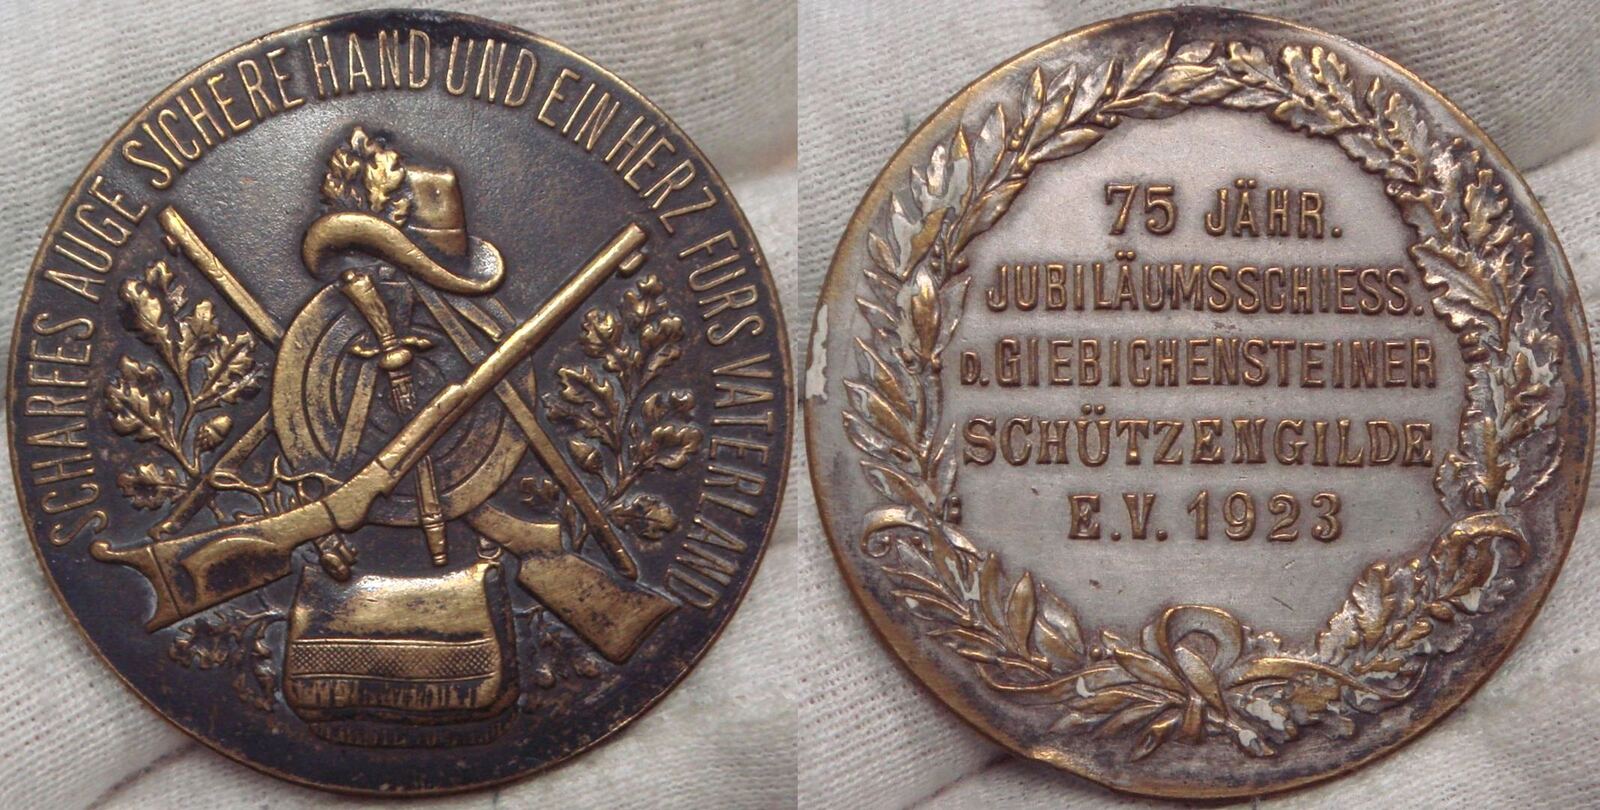 SCHARFES AUGE SICHERE HAND UND EIN HERZ FÜRS VATERLAND
75 JÄHR.
JUBILÄUMSSCHIESS.
D. GIEBICHENSTEINER
SCHÜTZENGILDE
E.V. 1923